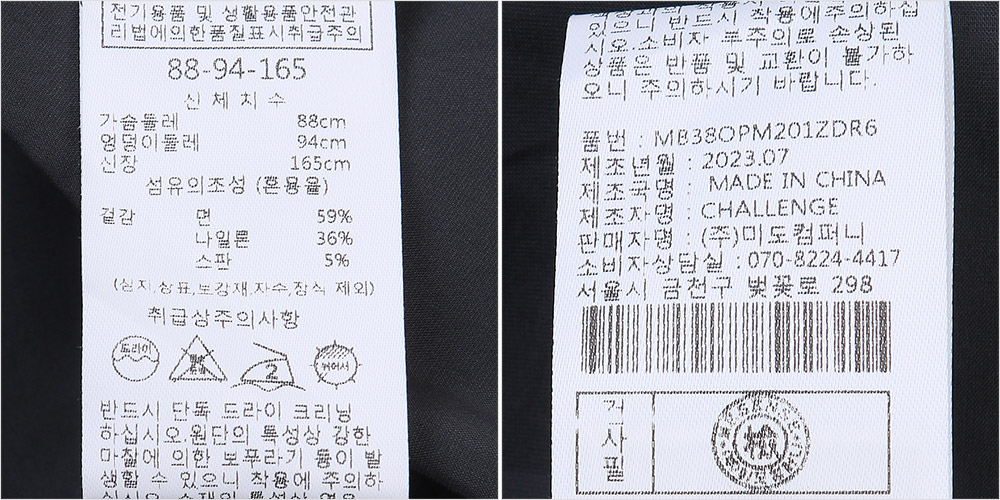 전기용품 및 생활용품안전관
리법에의한품질표시취급주의
88-94-165
신 체 치 수
가슴둘레 88cm
엉덩이둘레 94cm
신장 165cm
섬유의조성 (혼용율)
겉감 면 59%
나일론 36%
스판 5%
(심지,상표,보강재,자수,장식 제외)
취급상주의사항
드라이
2
뉘어서
반드시 단독 드라이 크리닝
하십시오.원단의 특성상 강한
마찰에 의한 보푸라기 등이 발
생할 수 있으니 착용에 주의하
있으니 반드시 착용에주의하십
시오.소비자 부주의로 손상된
상품은 반품 및 교환이 불가하
오니 주의하시기 바랍니다.
품번 : MB38OPM201ZDR6
제조년월 : 2023.07
제조국명 : MADE IN CHINA
제조자명 : CHALLENGE
판매자명 : (주)미도컴퍼니
소비자상담실 : 070-8224-4417
서울시 금천구 벚꽃로 298
검
사
필